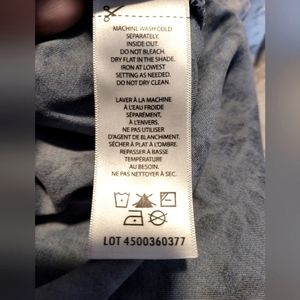 MACHINE WASH COLD
SEPARATELY.
INSIDE OUT.
DO NOT BLEACH.
DRY FLAT IN THE SHADE.
IRON AT LOWEST
SETTING AS NEEDED.
DO NOT DRY CLEAN.
LAVER À LA MACHINE
À L'EAU FROIDE
SÉPARÉMENT,
À L'ENVERS.
NE PAS UTILISER
D'AGENT DE BLANCHIMENT.
SÉCHER À PLAT À L'OMBRE.
REPASSER À BASSE
TEMPÉRATURE
AU BESOIN.
NE PAS NETTOYER À SEC.
LOT 4500360377